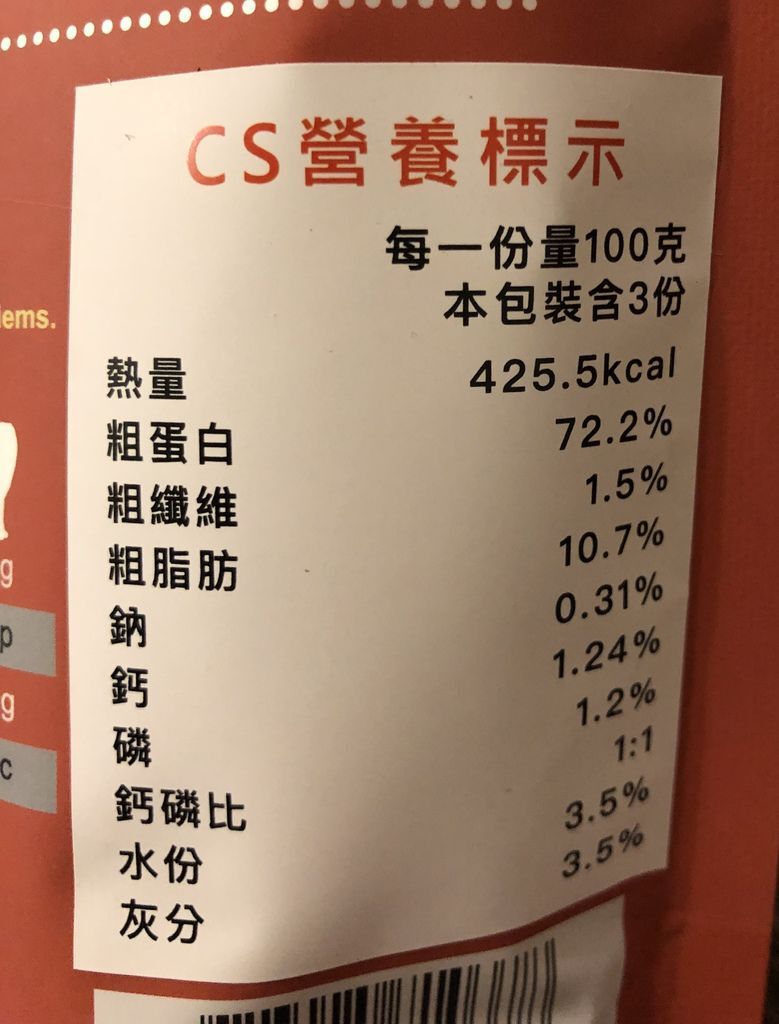 CS營養標示
每一份量100克
本包裝含3份
熱量 425.5kcal
粗蛋白 72.2%
粗纖維 1.5%
粗脂肪 10.7%
鈉 0.31%
鈣 1.24%
磷 1.2%
鈣磷比 1:1
水份 3.5%
灰分 3.5%
lems.
g
p
g
c